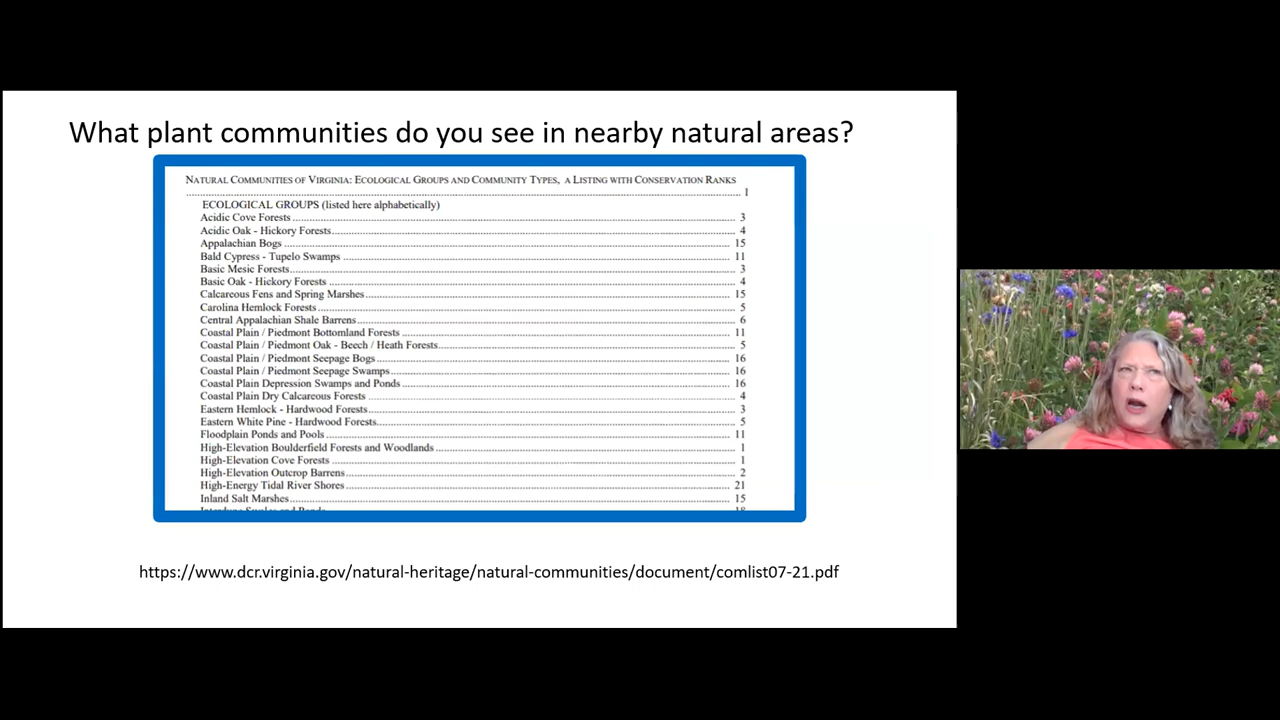 What plant communities do you see in nearby natural areas?
NATURAL COMMUNITIES OF VIRGINIA: ECOLOGICAL GROUPS AND COMMUNITY TYPES, A LISTING WITH CONSERVATION RANKS
1
ECOLOGICAL GROUPS (listed here alphabetically)
Acidic Cove Forests 3
Acidic Oak - Hickory Forests 4
Appalachian Bogs 15
Bald Cypress - Tupelo Swamps 11
Basic Mesic Forests 3
Basic Oak - Hickory Forests 4
Calcareous Fens and Spring Marshes 15
Carolina Hemlock Forests 5
Central Appalachian Shale Barrens 6
Coastal Plain / Piedmont Bottomland Forests 11
Coastal Plain / Piedmont Oak - Beech / Heath Forests 5
Coastal Plain / Piedmont Seepage Bogs 16
Coastal Plain / Piedmont Seepage Swamps 16
Coastal Plain Depression Swamps and Ponds 16
Coastal Plain Dry Calcareous Forests 4
Eastern Hemlock - Hardwood Forests 3
Eastern White Pine - Hardwood Forests 5
Floodplain Ponds and Pools 11
High-Elevation Boulderfield Forests and Woodlands 1
High-Elevation Cove Forests 1
High-Elevation Outcrop Barrens 2
High-Energy Tidal River Shores 21
Inland Salt Marshes 15
https://www.dcr.virginia.gov/natural-heritage/natural-communities/document/comlist07-21.pdf